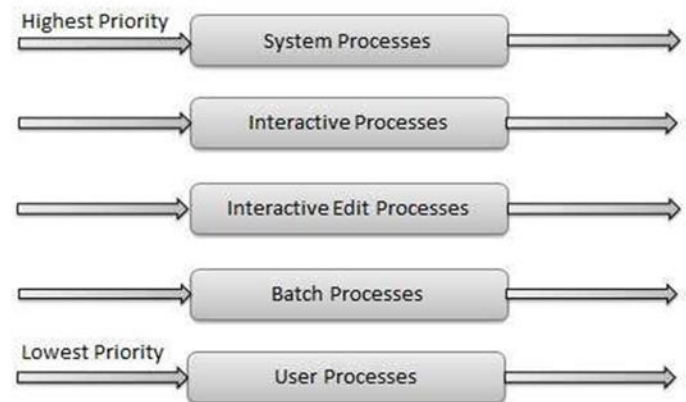 Highest Priority
System Processes
Interactive Processes
Interactive Edit Processes
Batch Processes
Lowest Priority
User Processes